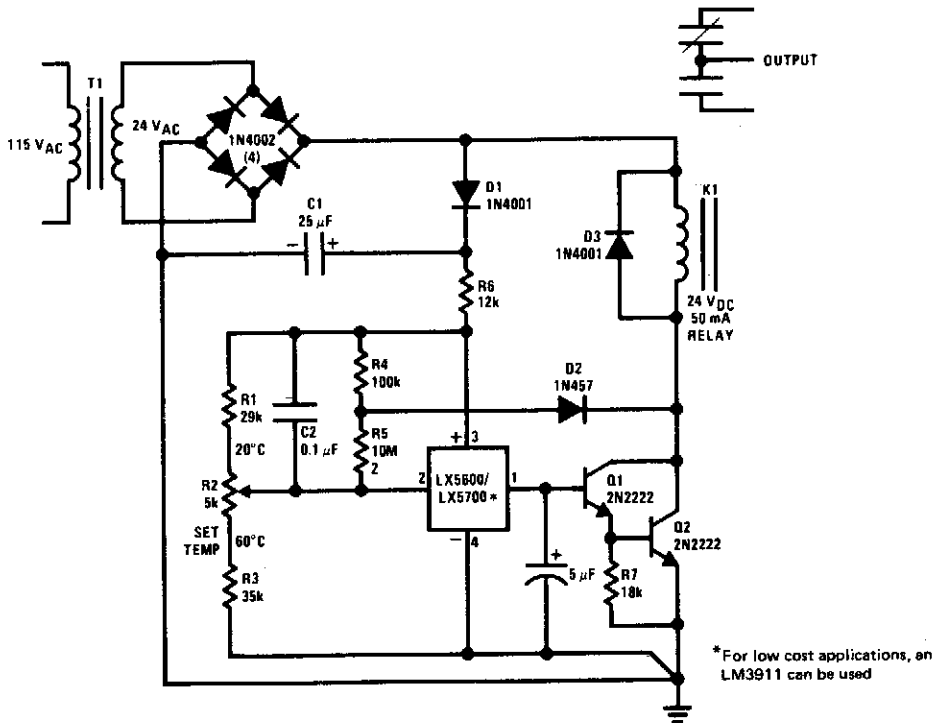 OUTPUT
T1
115 VAC
24 VAC
1N4002
(4)
D1
1N4001
C1
25 µF
−
+
R6
12k
D3
1N4001
K1
24 VDC
50 mA
RELAY
R1
29k
20°C
R2
5k
SET
TEMP
60°C
R3
35k
C2
0.1 µF
R4
100k
R5
10M
2
D2
1N457
+
3
2
LX5600/
LX5700*
1
−
4
+
5 µF
Q1
2N2222
Q2
2N2222
R7
18k
*For low cost applications, an
LM3911 can be used